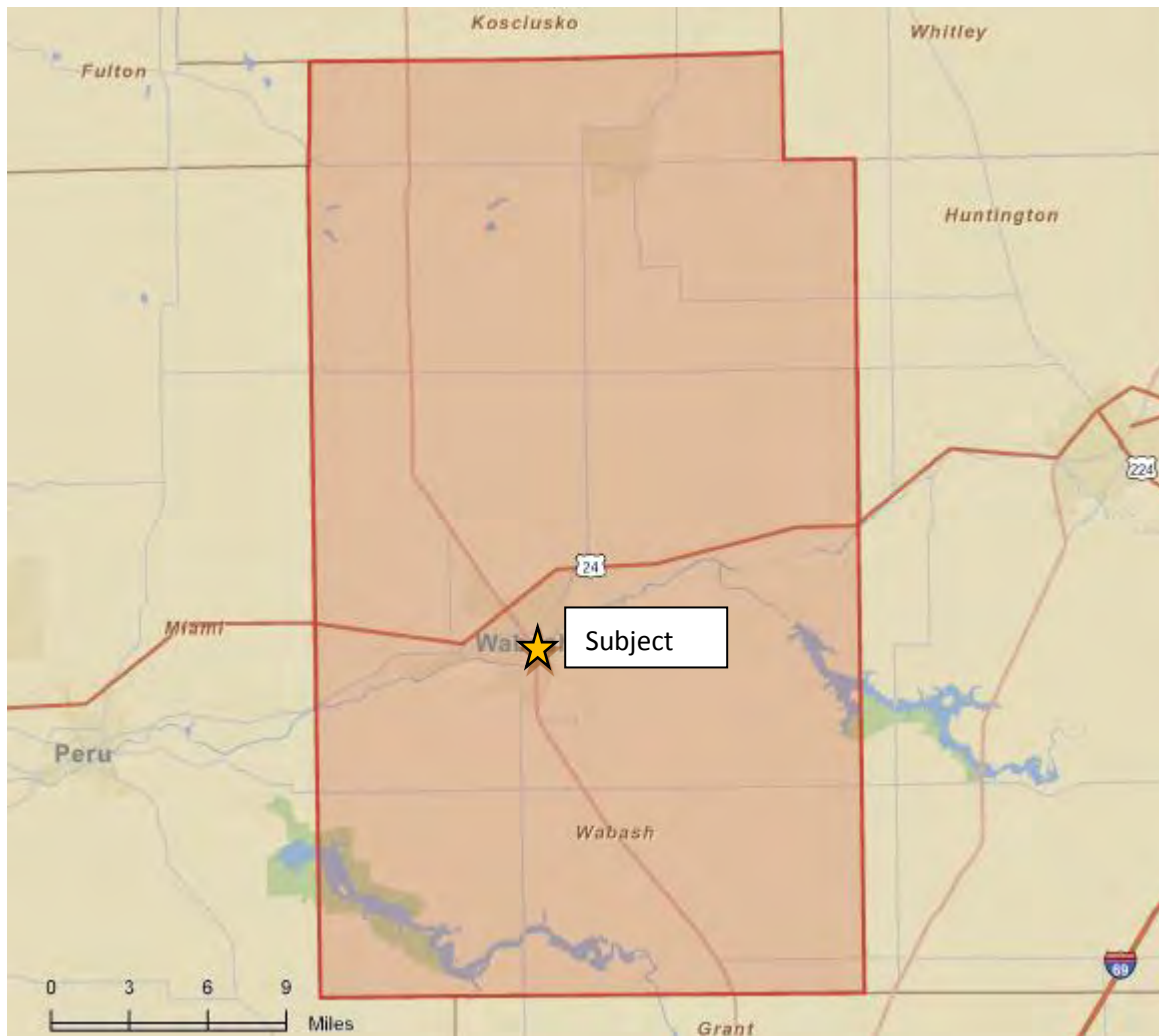 Kosciusko
Whitley
Fulton
Huntington
224
24
Miami
Subject
Peru
Wabash
69
0 3 6 9
Miles
Grant